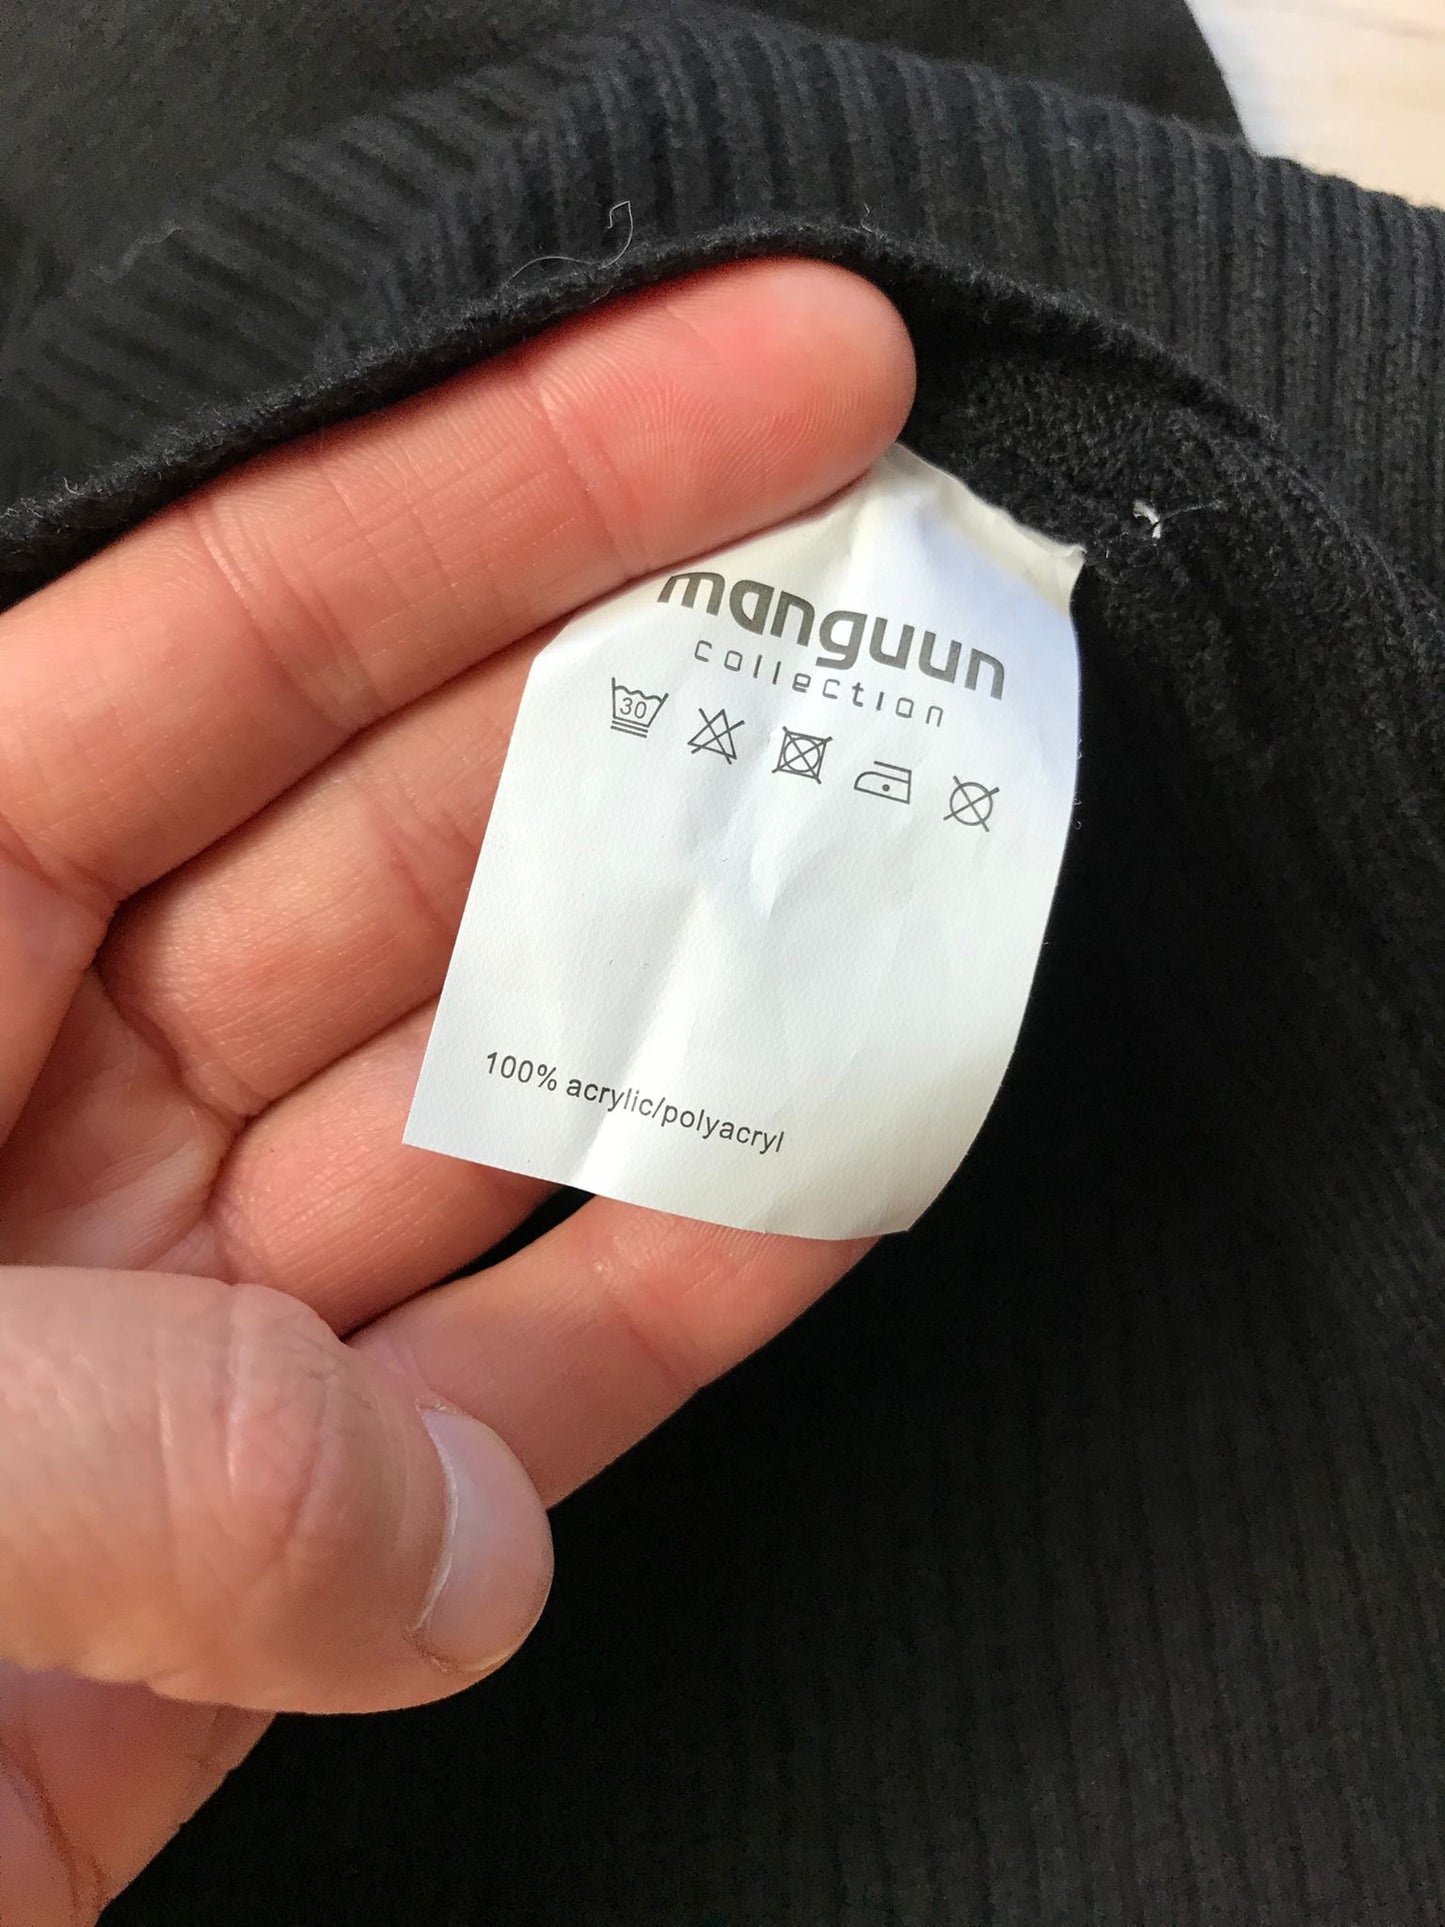 manguun
collection
30
100% acrylic/polyacryl